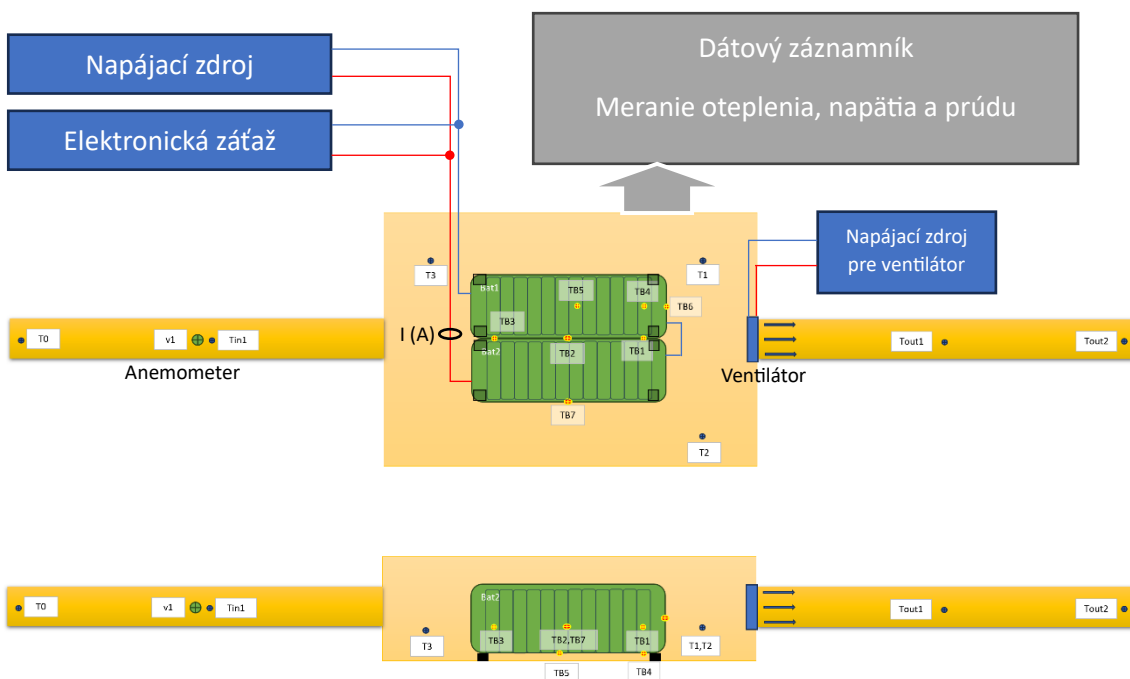 Napájací zdroj
Elektronická záťaž
Dátový záznamník
Meranie oteplenia, napätia a prúdu
Napájací zdroj
pre ventilátor
T3
T1
Bat1
TB5
TB4
TB6
TB3
I (A)
T0
v1
Tin1
Bat2
TB2
TB1
Tout1
Tout2
Anemometer
Ventilátor
TB7
T2
Bat2
T0
v1
Tin1
Tout1
Tout2
T3
TB3
TB2,TB7
TB1
T1,T2
TB5
TB4